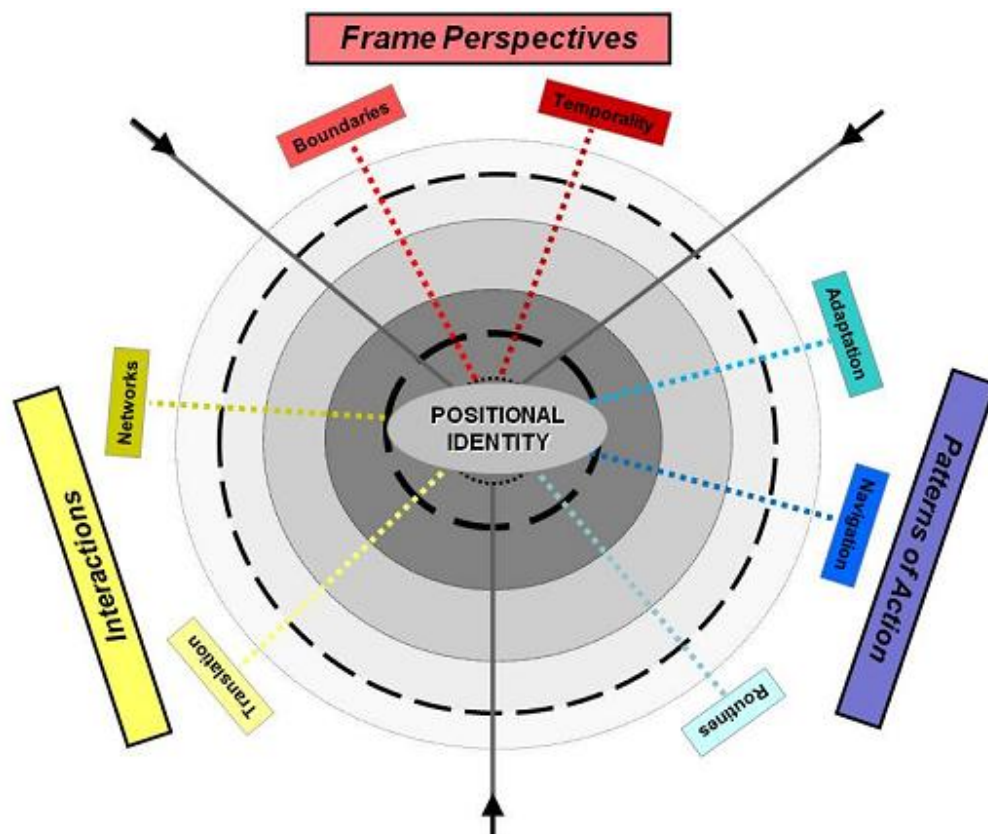 Frame Perspectives
Boundaries
Temporality
Adaptation
Networks
POSITIONAL
IDENTITY
Navigation
Interactions
Patterns of Action
Translation
Routines